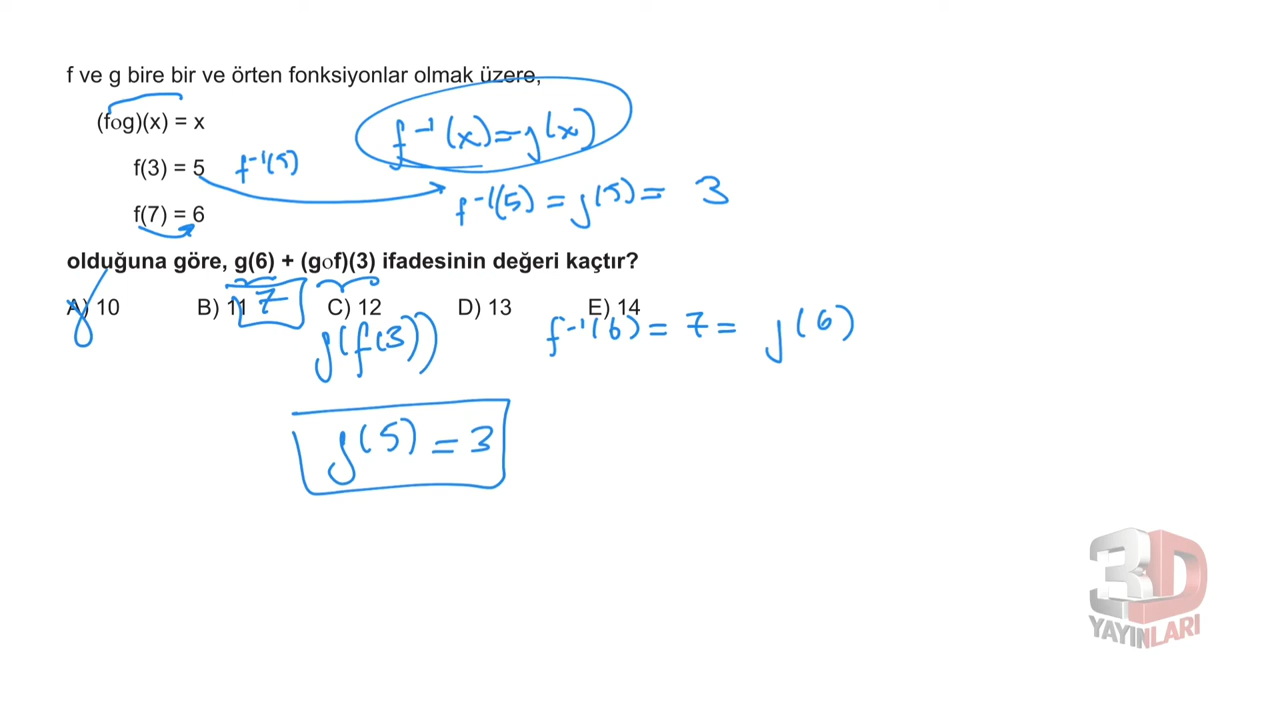 f ve g bire bir ve örten fonksiyonlar olmak üzere,
(fog)(x) = x
f⁻¹(x) = g(x)
f(3) = 5
f⁻¹(5)
f⁻¹(5) = g(5) = 3
f(7) = 6
olduğuna göre, g(6) + (gof)(3) ifadesinin değeri kaçtır?
7
A) 10 B) 11 C) 12 D) 13 E) 14
g(f(3))
f⁻¹(6) = 7 = g(6)
g(5) = 3
3D
YAYINLARI